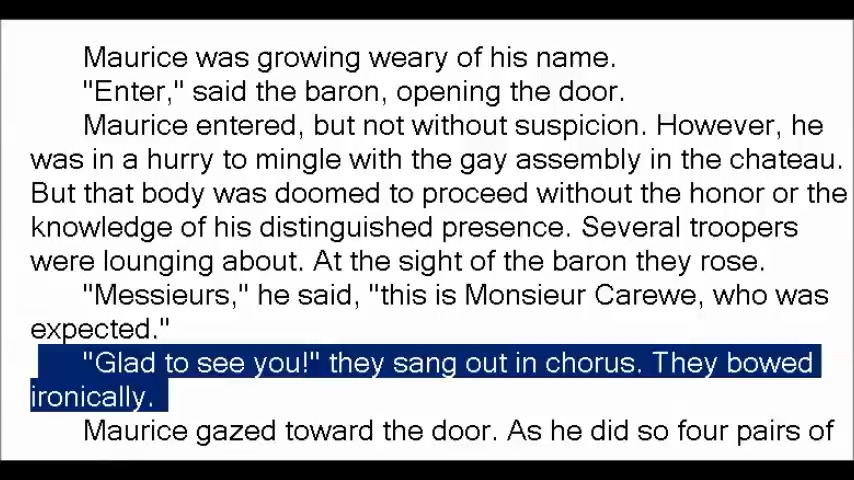 Maurice was growing weary of his name.
"Enter," said the baron, opening the door.
Maurice entered, but not without suspicion. However, he
was in a hurry to mingle with the gay assembly in the chateau.
But that body was doomed to proceed without the honor or the
knowledge of his distinguished presence. Several troopers
were lounging about. At the sight of the baron they rose.
"Messieurs," he said, "this is Monsieur Carewe, who was
expected."
"Glad to see you!" they sang out in chorus. They bowed
ironically.
Maurice gazed toward the door. As he did so four pairs of